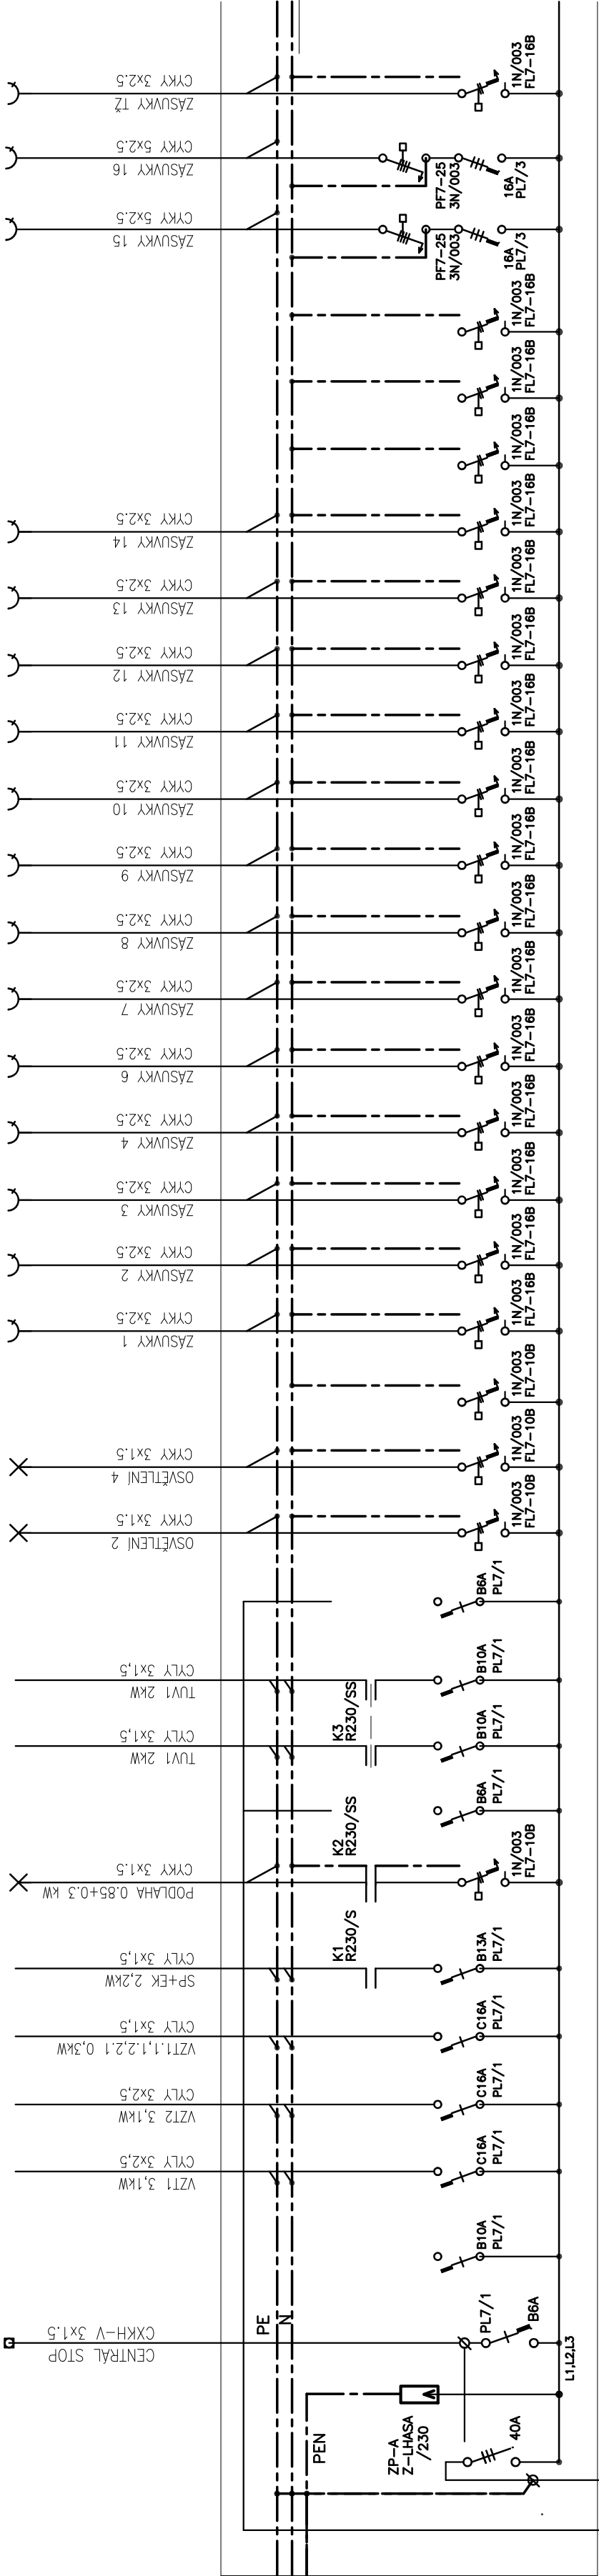 ZÁSUVKY TŽ
CYKY 3x2.5
1N/003
FL7-16B
ZÁSUVKY 16
CYKY 5x2.5
PF7-25
3N/003
16A
PL7/3
ZÁSUVKY 15
CYKY 5x2.5
PF7-25
3N/003
16A
PL7/3
1N/003
FL7-16B
1N/003
FL7-16B
1N/003
FL7-16B
ZÁSUVKY 14
CYKY 3x2.5
1N/003
FL7-16B
ZÁSUVKY 13
CYKY 3x2.5
1N/003
FL7-16B
ZÁSUVKY 12
CYKY 3x2.5
1N/003
FL7-16B
ZÁSUVKY 11
CYKY 3x2.5
1N/003
FL7-16B
ZÁSUVKY 10
CYKY 3x2.5
1N/003
FL7-16B
ZÁSUVKY 9
CYKY 3x2.5
1N/003
FL7-16B
ZÁSUVKY 8
CYKY 3x2.5
1N/003
FL7-16B
ZÁSUVKY 7
CYKY 3x2.5
1N/003
FL7-16B
ZÁSUVKY 6
CYKY 3x2.5
1N/003
FL7-16B
ZÁSUVKY 4
CYKY 3x2.5
1N/003
FL7-16B
ZÁSUVKY 3
CYKY 3x2.5
1N/003
FL7-16B
ZÁSUVKY 2
CYKY 3x2.5
1N/003
FL7-16B
ZÁSUVKY 1
CYKY 3x2.5
1N/003
FL7-16B
1N/003
FL7-10B
OSVĚTLENÍ 4
CYKY 3x1.5
1N/003
FL7-10B
OSVĚTLENÍ 2
CYKY 3x1.5
1N/003
FL7-10B
B6A
PL7/1
TUV1 2kW
CYLY 3x1,5
B10A
PL7/1
K3
R230/SS
TUV1 2kW
CYLY 3x1,5
B10A
PL7/1
B6A
PL7/1
K2
R230/SS
PODLAHA 0.85+0.3 kW
CYKY 3x1.5
1N/003
FL7-10B
K1
R230/S
SP+EK 2,2kW
CYLY 3x1,5
B13A
PL7/1
VZT1.1,1.2,2.1 0,3kW
CYLY 3x1,5
C16A
PL7/1
VZT2 3,1kW
CYLY 3x2,5
C16A
PL7/1
VZT1 3,1kW
CYLY 3x2,5
C16A
PL7/1
B10A
PL7/1
CENTRÁL STOP
CXKH-V 3x1.5
PE
N
PL7/1
B6A
L1,L2,L3
PEN
ZP-A
Z-LHASA
/230
40A